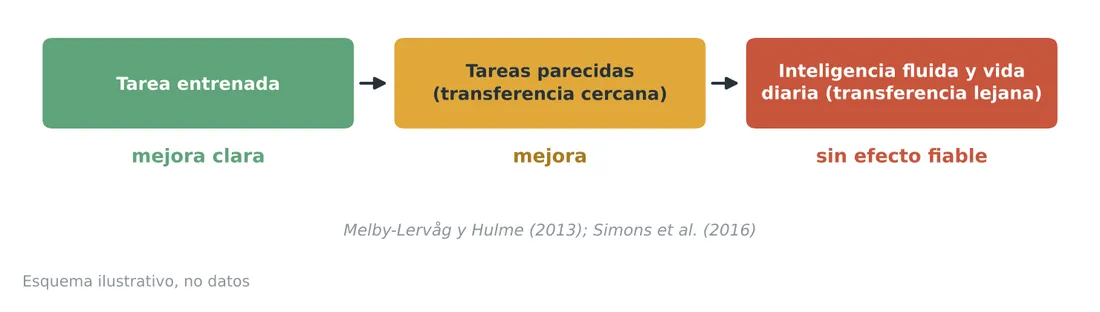 Tarea entrenada
Tareas parecidas
(transferencia cercana)
Inteligencia fluida y vida
diaria (transferencia lejana)
mejora clara
mejora
sin efecto fiable
Melby-Lervåg y Hulme (2013); Simons et al. (2016)
Esquema ilustrativo, no datos